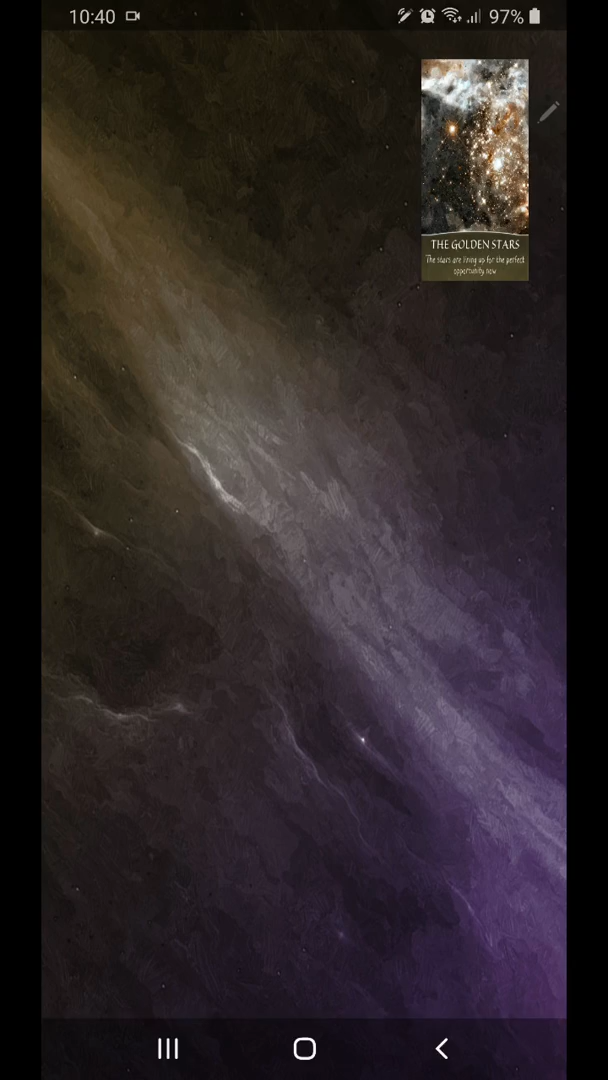 10:40
97%
THE GOLDEN STARS
The stars are lining up for the perfect
opportunity now